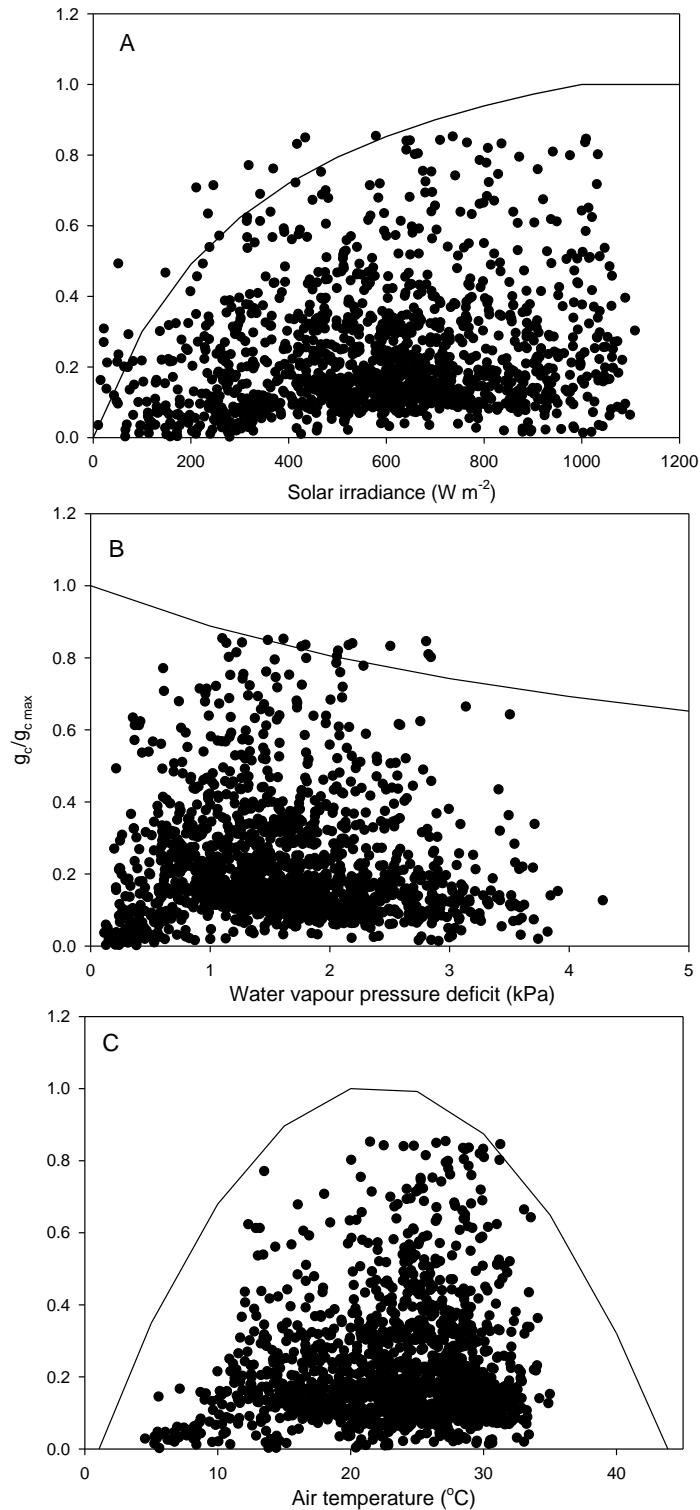 A
1.2
1.0
0.8
0.6
0.4
0.2
0.0
0 200 400 600 800 1000 1200
Solar irradiance (W m-2)
B
1.2
1.0
0.8
0.6
0.4
0.2
0.0
gc/gc max
0 1 2 3 4 5
Water vapour pressure deficit (kPa)
C
1.2
1.0
0.8
0.6
0.4
0.2
0.0
0 10 20 30 40
Air temperature (oC)